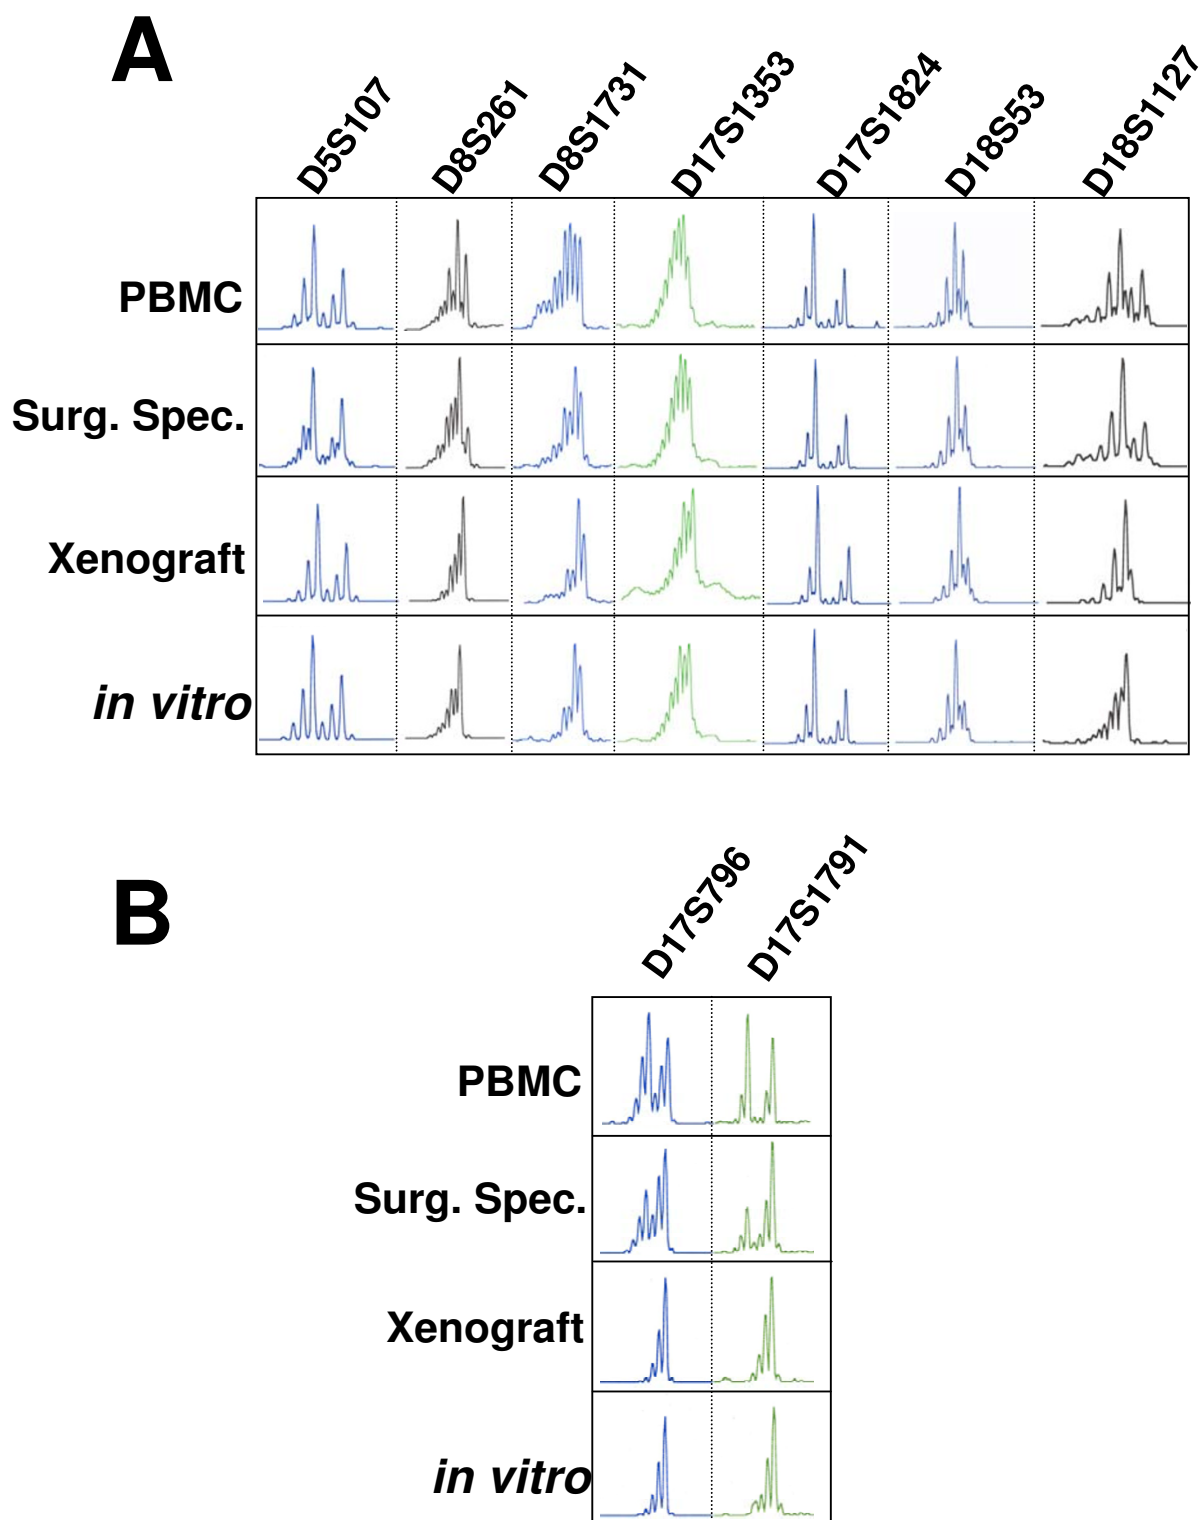 A
D5S107
D8S261
D8S1731
D17S1353
D17S1824
D18S53
D18S1127
PBMC
Surg. Spec.
Xenograft
in vitro
B
D17S796
D17S1791
PBMC
Surg. Spec.
Xenograft
in vitro